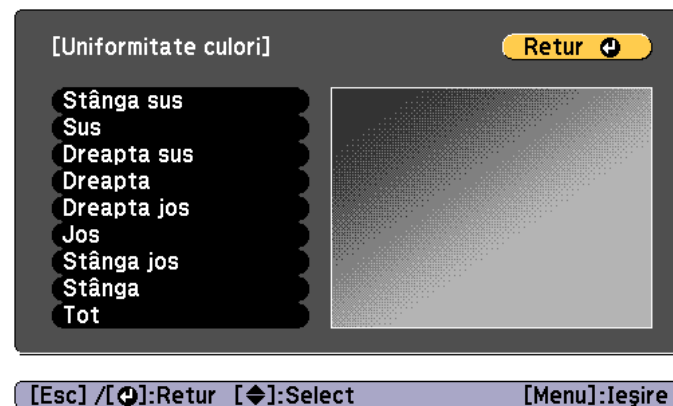 [Uniformitate culori]
Retur
Stânga sus
Sus
Dreapta sus
Dreapta
Dreapta jos
Jos
Stânga jos
Stânga
Tot
[Esc] /[⏎]:Retur [◆]:Select [Menu]:Ieşire